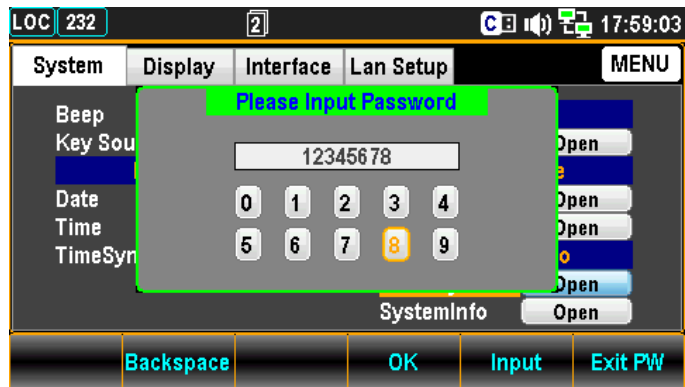 LOC 232 2 C 17:59:03
System Display Interface Lan Setup MENU
Please Input Password
Beep
Key Sou Open
12345678
Date Open
0 1 2 3 4
Time Open
5 6 7 8 9
TimeSyn
Open
SystemInfo Open
Backspace OK Input Exit PW